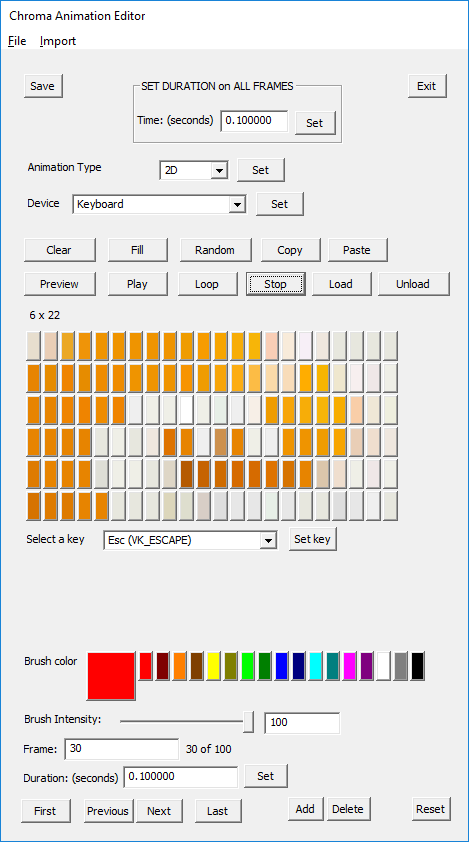 Chroma Animation Editor
File Import
Save SET DURATION on ALL FRAMES Exit
Time: (seconds) 0.100000 Set
Animation Type 2D Set
Device Keyboard Set
Clear Fill Random Copy Paste
Preview Play Loop Stop Load Unload
6 x 22
Select a key Esc (VK_ESCAPE) Set key
Brush color
Brush Intensity: 100
Frame: 30 30 of 100
Duration: (seconds) 0.100000 Set
First Previous Next Last Add Delete Reset